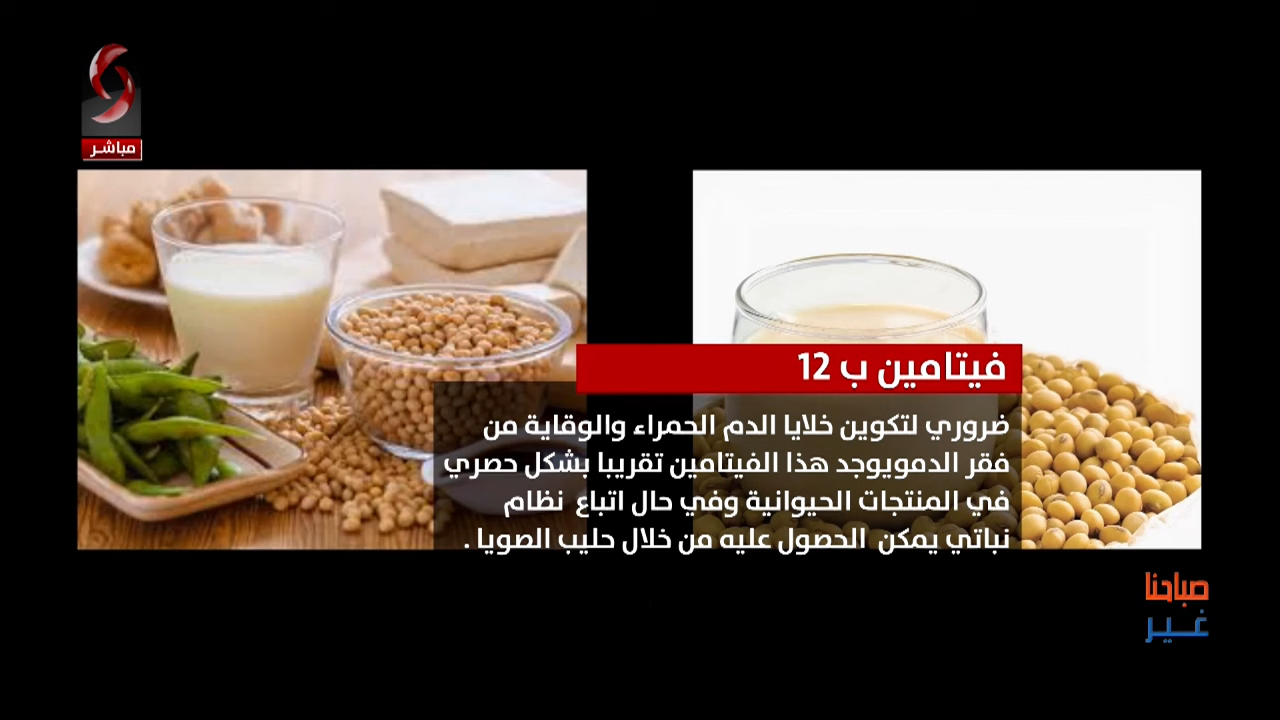 مباشر
فيتامين ب 12
ضروري لتكوين خلايا الدم الحمراء والوقاية من
فقر الدمويوجد هذا الفيتامين تقريبا بشكل حصري
في المنتجات الحيوانية وفي حال اتباع نظام
نباتي يمكن الحصول عليه من خلال حليب الصويا .
صباحنا
غير